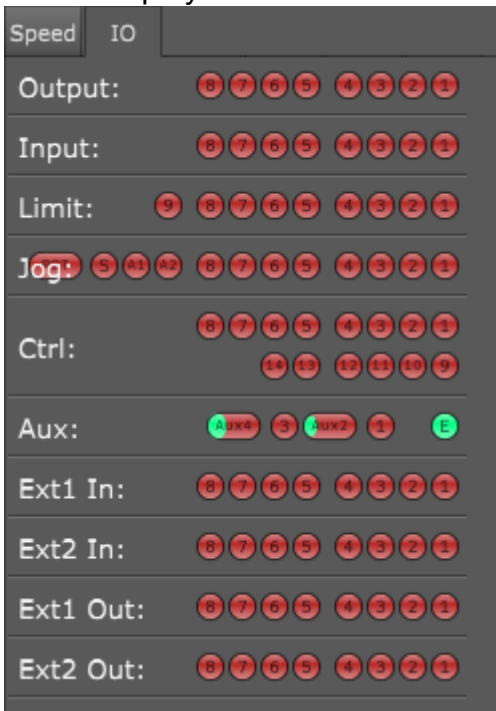 Speed IO
Output: 8 7 6 5 4 3 2 1
Input: 8 7 6 5 4 3 2 1
Limit: 9 8 7 6 5 4 3 2 1
Jog: S A1 A2 8 7 6 5 4 3 2 1
Ctrl: 8 7 6 5 4 3 2 1
14 13 12 11 10 9
Aux: Aux4 3 Aux2 1 E
Ext1 In: 8 7 6 5 4 3 2 1
Ext2 In: 8 7 6 5 4 3 2 1
Ext1 Out: 8 7 6 5 4 3 2 1
Ext2 Out: 8 7 6 5 4 3 2 1